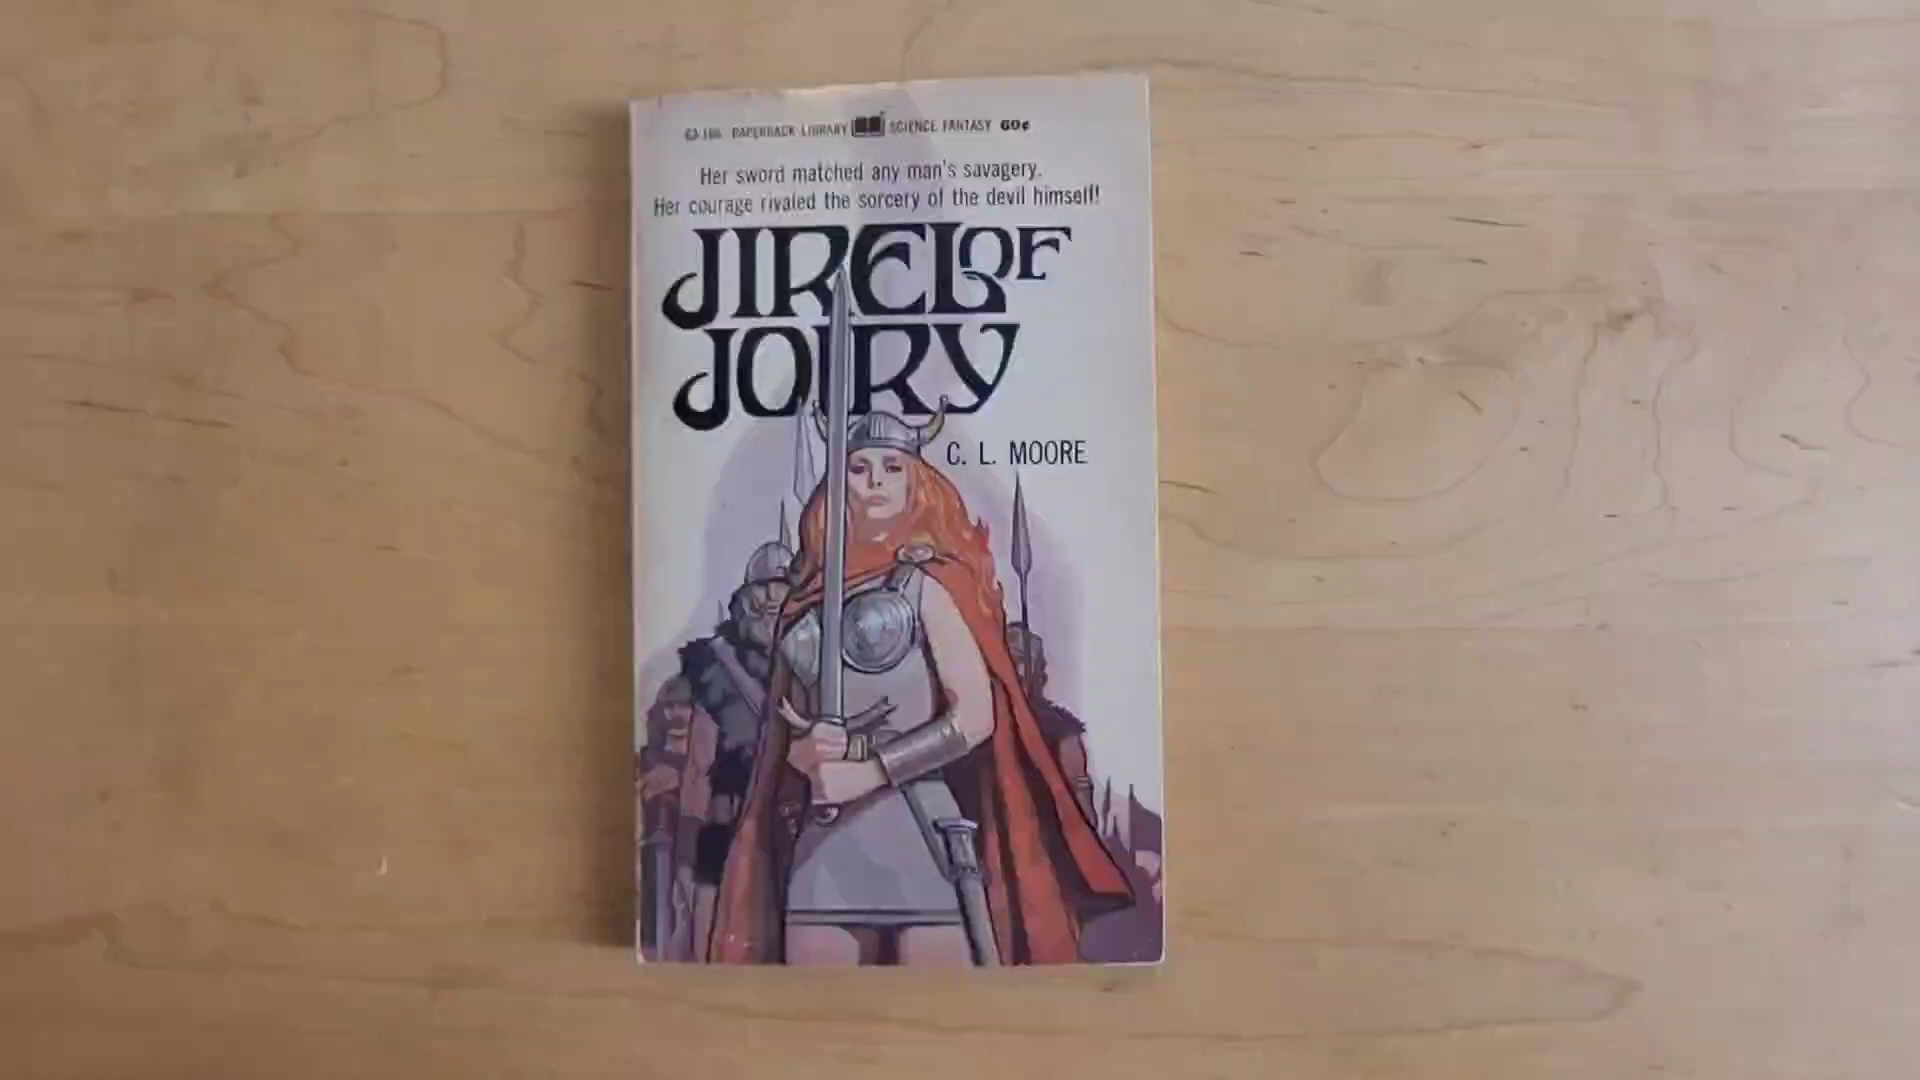 PAPERBACK LIBRARY SCIENCE FANTASY 60¢
Her sword matched any man's savagery.
Her courage rivaled the sorcery of the devil himself!
JIREL OF
JOIRY
C. L. MOORE